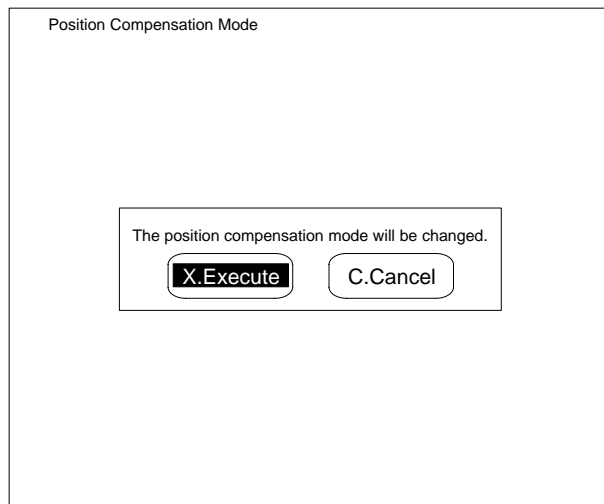 Position Compensation Mode
The position compensation mode will be changed.
X.Execute C.Cancel